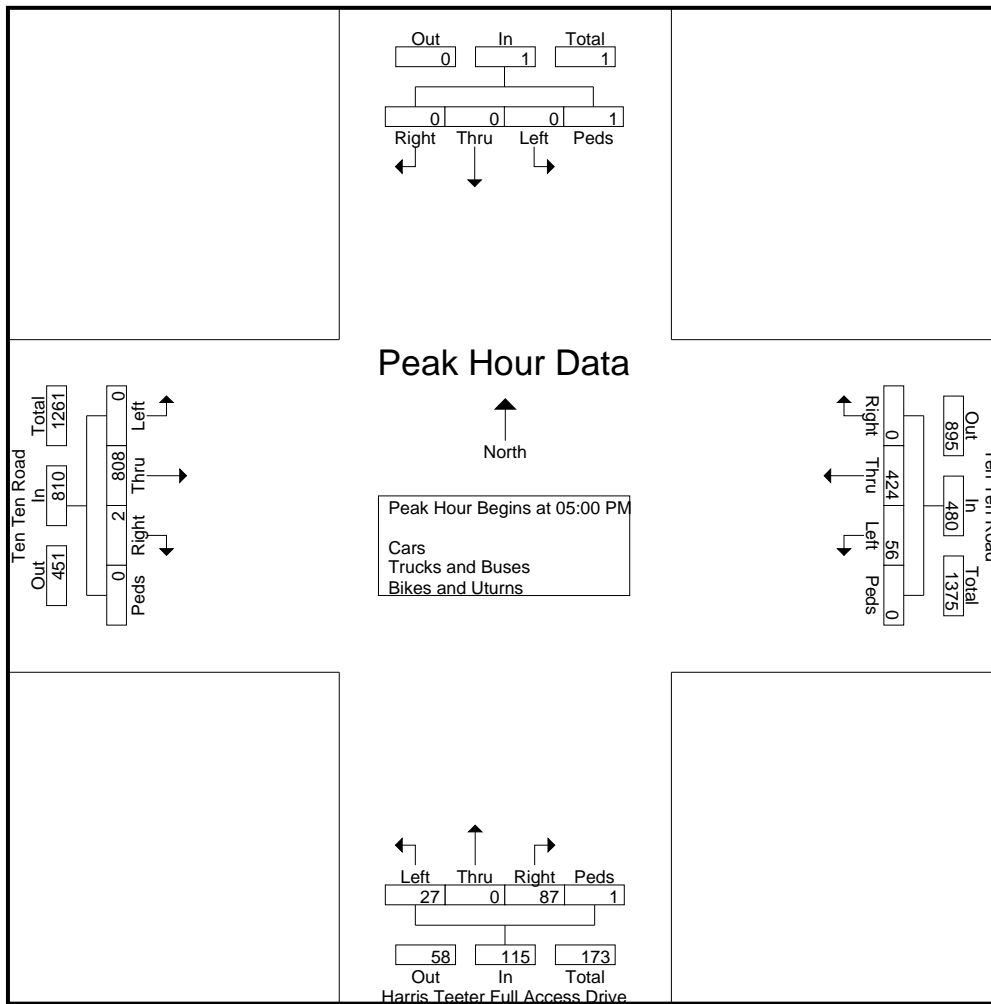 Out In Total
0 1 1
0 0 0 1
Right Thru Left Peds
Peak Hour Data
North
Peak Hour Begins at 05:00 PM
Cars
Trucks and Buses
Bikes and Uturns
Ten Ten Road
Out In Total
451 810 1261
0 2 808 0
Peds Right Thru Left
Ten Ten Road
Out In Total
895 480 1375
0 424 56 0
Right Thru Left Peds
Left Thru Right Peds
27 0 87 1
58 115 173
Out In Total
Harris Teeter Full Access Drive